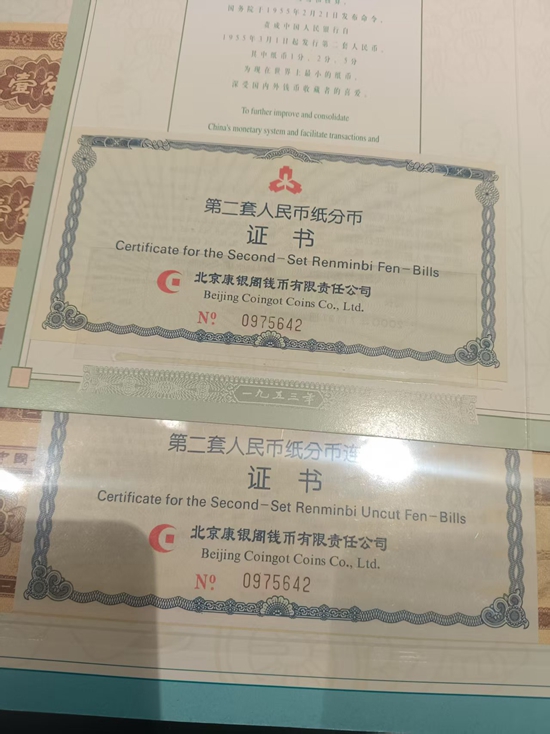 国务院于1955年2月21日发布命令，
责成中国人民银行自
1955年3月1日起发行第二套人民币，
其中纸币1分、2分、5分
为现在世界上最小的纸币，
深受国内外钱币收藏者的喜爱。
To further improve and consolidate
China's monetary system and facilitate transactions and
第二套人民币纸分币
证书
Certificate for the Second-Set Renminbi Fen-Bills
北京康银阁钱币有限责任公司
Beijing Coingot Coins Co., Ltd.
No. 0975642
一九五三年
第二套人民币纸分币连
证书
Certificate for the Second-Set Renminbi Uncut Fen-Bills
北京康银阁钱币有限责任公司
Beijing Coingot Coins Co., Ltd.
No. 0975642
壹分